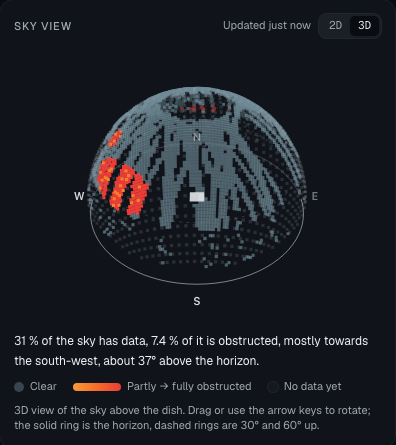 SKY VIEW
Updated just now
2D
3D
N
W
E
S
31 % of the sky has data, 7.4 % of it is obstructed, mostly towards
the south-west, about 37° above the horizon.
Clear
Partly → fully obstructed
No data yet
3D view of the sky above the dish. Drag or use the arrow keys to rotate;
the solid ring is the horizon, dashed rings are 30° and 60° up.